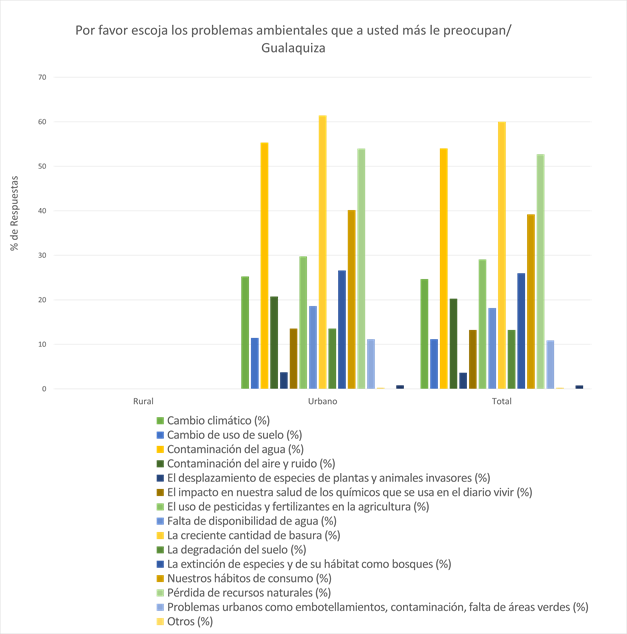 Por favor escoja los problemas ambientales que a usted más le preocupan/
Gualaquiza
70
60
50
40
30
20
10
0
% de Respuestas
Rural
Urbano
Total
Cambio climático (%)
Cambio de uso de suelo (%)
Contaminación del agua (%)
Contaminación del aire y ruido (%)
El desplazamiento de especies de plantas y animales invasores (%)
El impacto en nuestra salud de los químicos que se usa en el diario vivir (%)
El uso de pesticidas y fertilizantes en la agricultura (%)
Falta de disponibilidad de agua (%)
La creciente cantidad de basura (%)
La degradación del suelo (%)
La extinción de especies y de su hábitat como bosques (%)
Nuestros hábitos de consumo (%)
Pérdida de recursos naturales (%)
Problemas urbanos como embotellamientos, contaminación, falta de áreas verdes (%)
Otros (%)